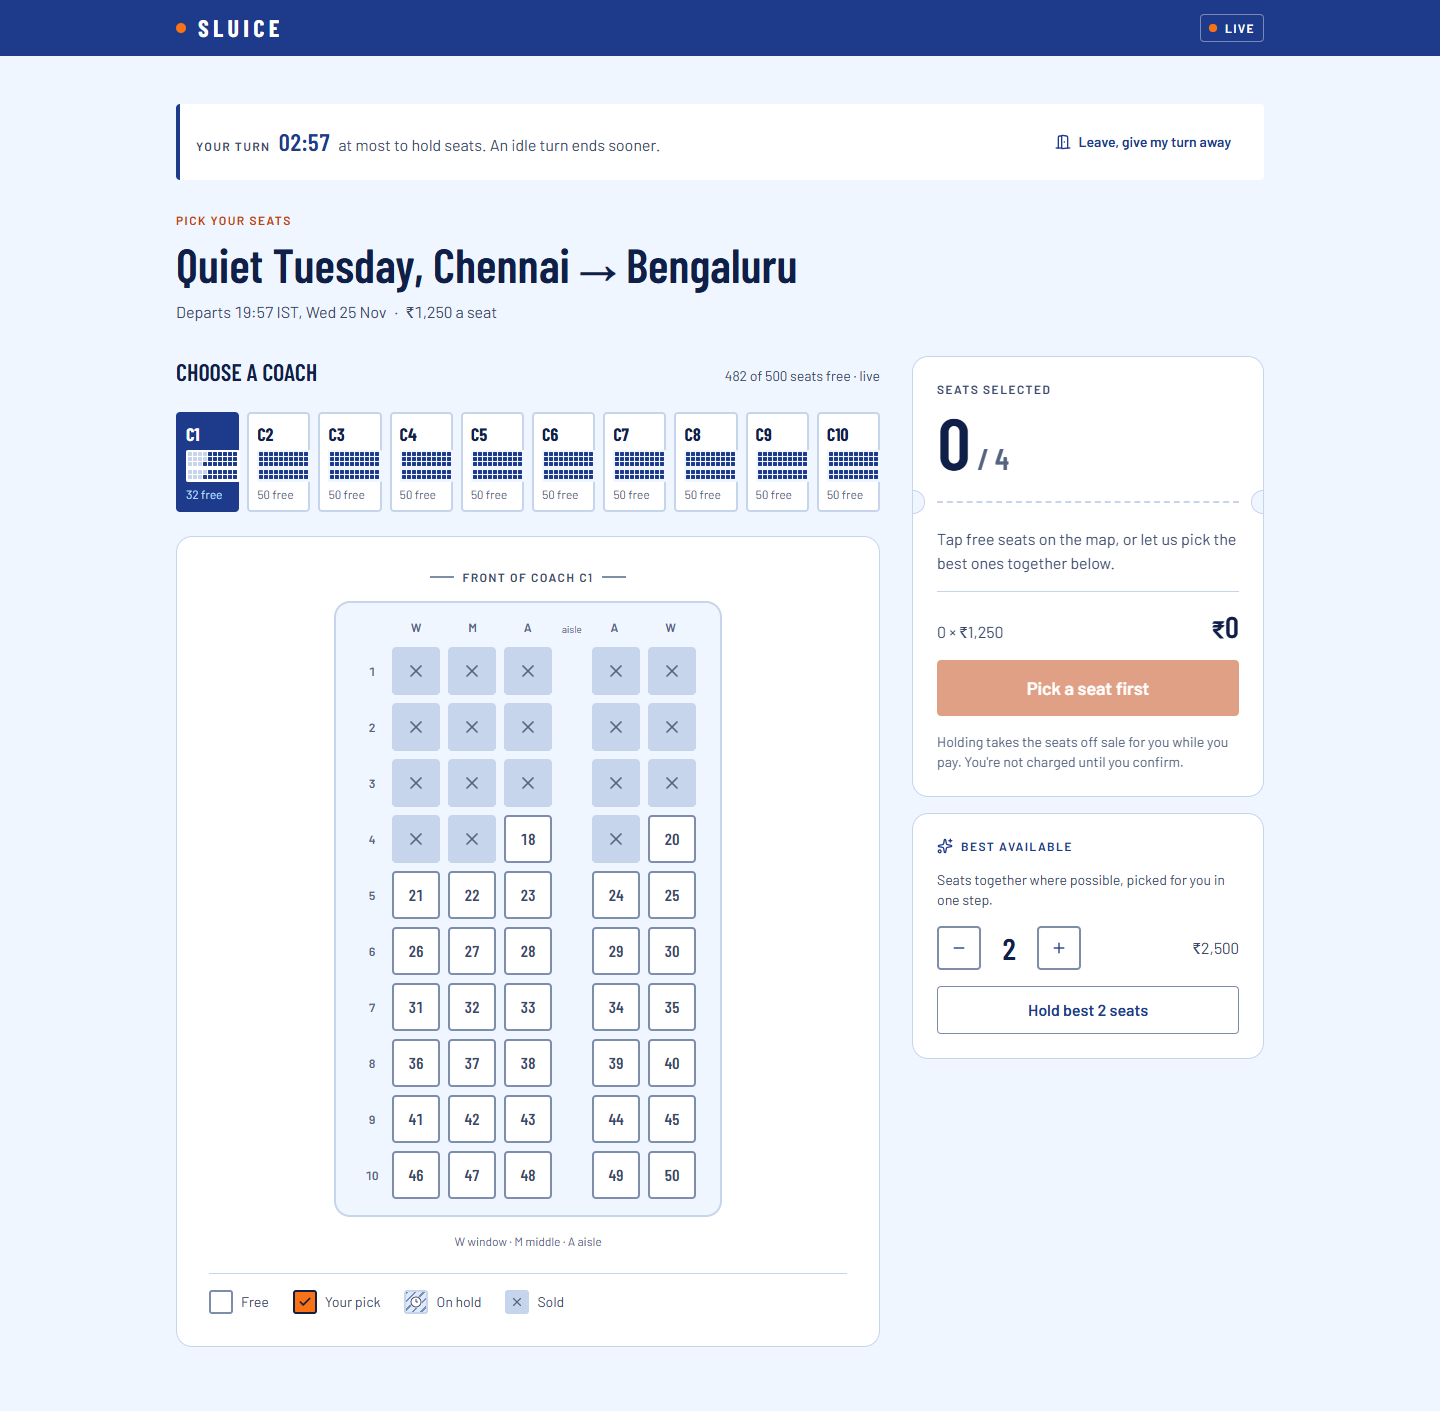 SLUICE
LIVE
YOUR TURN 02:57 at most to hold seats. An idle turn ends sooner.
Leave, give my turn away
PICK YOUR SEATS
Quiet Tuesday, Chennai → Bengaluru
Departs 19:57 IST, Wed 25 Nov · ₹1,250 a seat
CHOOSE A COACH
482 of 500 seats free · live
C1 C2 C3 C4 C5 C6 C7 C8 C9 C10
32 free 50 free 50 free 50 free 50 free 50 free 50 free 50 free 50 free 50 free
FRONT OF COACH C1
W M A aisle A W
1
2
3
4 18 20
5 21 22 23 24 25
6 26 27 28 29 30
7 31 32 33 34 35
8 36 37 38 39 40
9 41 42 43 44 45
10 46 47 48 49 50
W window · M middle · A aisle
Free Your pick On hold Sold
SEATS SELECTED
0 / 4
Tap free seats on the map, or let us pick the
best ones together below.
0 × ₹1,250 ₹0
Pick a seat first
Holding takes the seats off sale for you while you
pay. You're not charged until you confirm.
BEST AVAILABLE
Seats together where possible, picked for you in
one step.
− 2 + ₹2,500
Hold best 2 seats